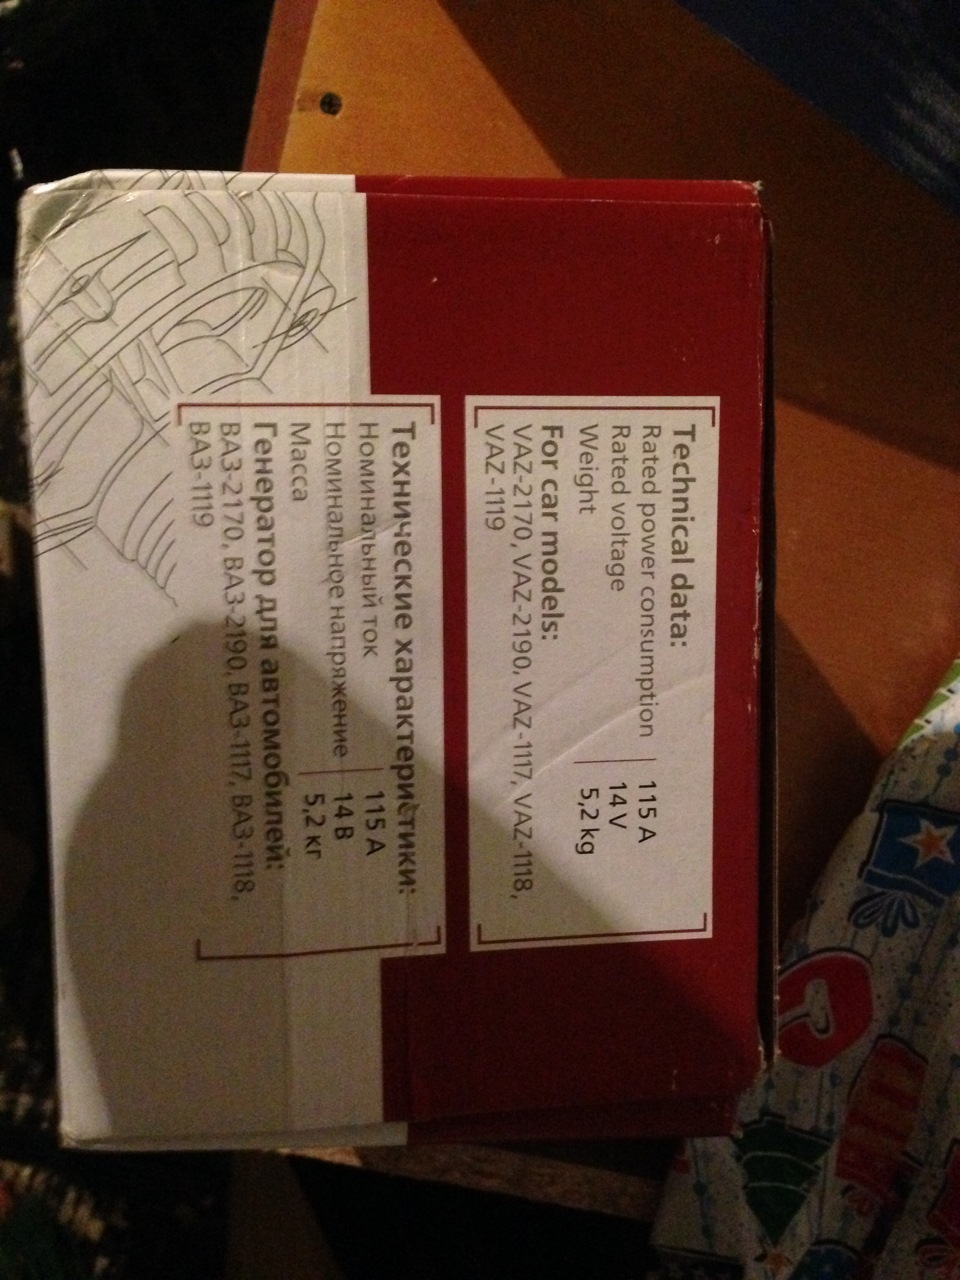 Technical data:
Rated power consumption 115 A
Rated voltage 14 V
Weight 5,2 kg
For car models:
VAZ-2170, VAZ-2190, VAZ-1117, VAZ-1118,
VAZ-1119
Технические характеристики:
Номинальный ток 115 А
Номинальное напряжение 14 В
Масса 5,2 кг
Генератор для автомобилей:
ВАЗ-2170, ВАЗ-2190, ВАЗ-1117, ВАЗ-1118,
ВАЗ-1119